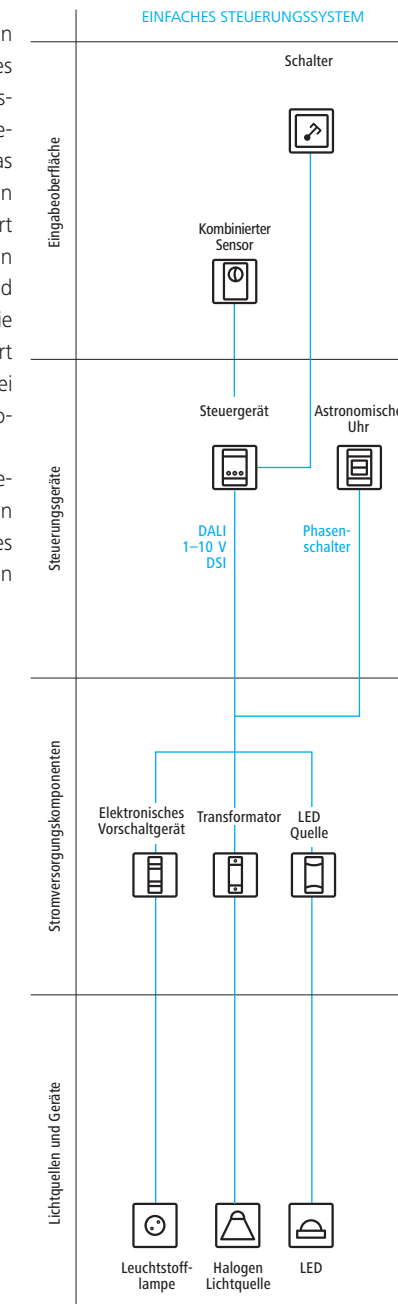 EINFACHES STEUERUNGSSYSTEM
Eingabeoberfläche
Schalter
Kombinierter
Sensor
Steuerungsgeräte
Steuergerät
Astronomische
Uhr
DALI
1–10 V
DSI
Phasen-
schalter
Stromversorgungskomponenten
Elektronisches
Vorschaltgerät
Transformator
LED
Quelle
Lichtquellen und Geräte
Leuchtstoff-
lampe
Halogen
Lichtquelle
LED